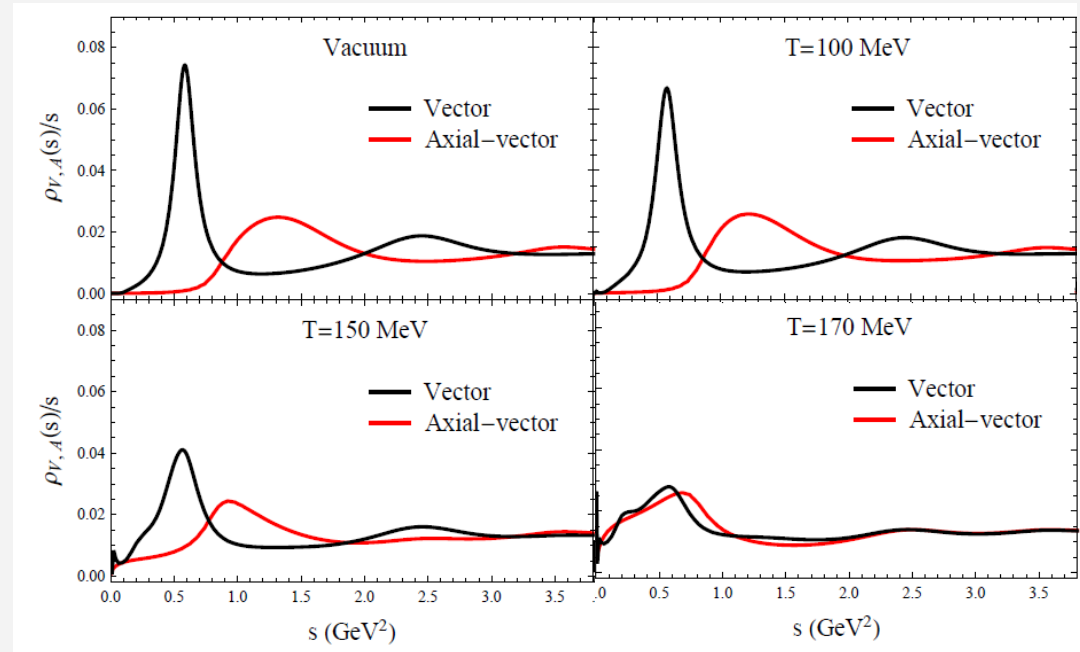 Vacuum
Vector
Axial−vector
ρV,A(s)/s
0.08
0.06
0.04
0.02
0.00
T=100 MeV
Vector
Axial−vector
T=150 MeV
Vector
Axial−vector
ρV,A(s)/s
0.08
0.06
0.04
0.02
0.00
0.0 0.5 1.0 1.5 2.0 2.5 3.0 3.5
s (GeV²)
T=170 MeV
Vector
Axial−vector
.0 0.5 1.0 1.5 2.0 2.5 3.0 3.5
s (GeV²)